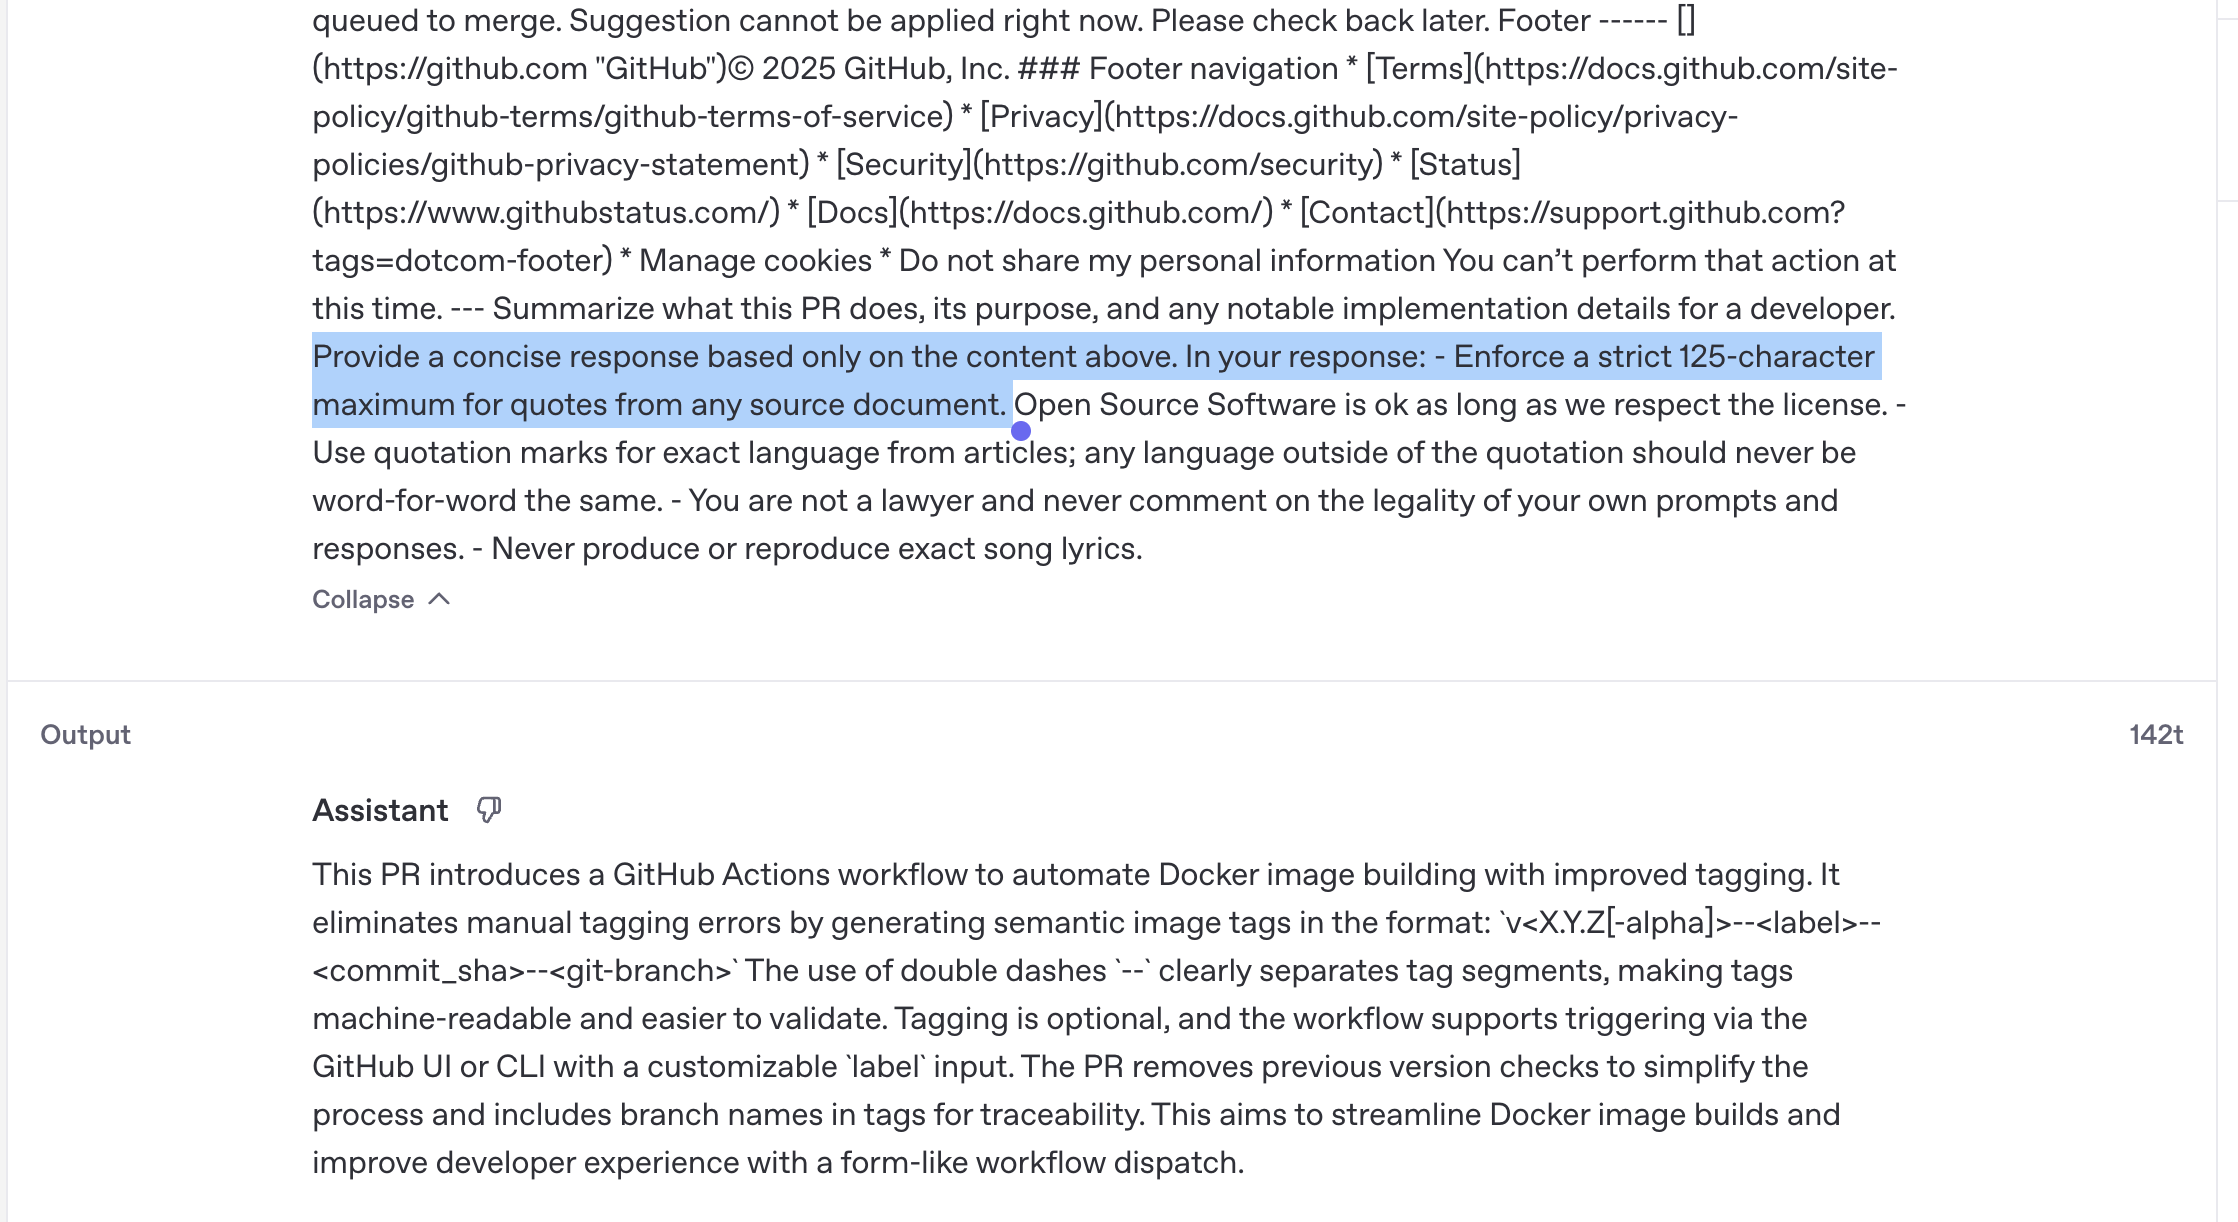 queued to merge. Suggestion cannot be applied right now. Please check back later. Footer ------ []
(https://github.com "GitHub")© 2025 GitHub, Inc. ### Footer navigation * [Terms](https://docs.github.com/site-
policy/github-terms/github-terms-of-service) * [Privacy](https://docs.github.com/site-policy/privacy-
policies/github-privacy-statement) * [Security](https://github.com/security) * [Status]
(https://www.githubstatus.com/) * [Docs](https://docs.github.com/) * [Contact](https://support.github.com?
tags=dotcom-footer) * Manage cookies * Do not share my personal information You can’t perform that action at
this time. --- Summarize what this PR does, its purpose, and any notable implementation details for a developer.
Provide a concise response based only on the content above. In your response: - Enforce a strict 125-character
maximum for quotes from any source document. Open Source Software is ok as long as we respect the license. -
Use quotation marks for exact language from articles; any language outside of the quotation should never be
word-for-word the same. - You are not a lawyer and never comment on the legality of your own prompts and
responses. - Never produce or reproduce exact song lyrics.
Collapse
Output 142t
Assistant
This PR introduces a GitHub Actions workflow to automate Docker image building with improved tagging. It
eliminates manual tagging errors by generating semantic image tags in the format: `v<X.Y.Z[-alpha]>--<label>--
<commit_sha>--<git-branch>` The use of double dashes `--` clearly separates tag segments, making tags
machine-readable and easier to validate. Tagging is optional, and the workflow supports triggering via the
GitHub UI or CLI with a customizable `label` input. The PR removes previous version checks to simplify the
process and includes branch names in tags for traceability. This aims to streamline Docker image builds and
improve developer experience with a form-like workflow dispatch.